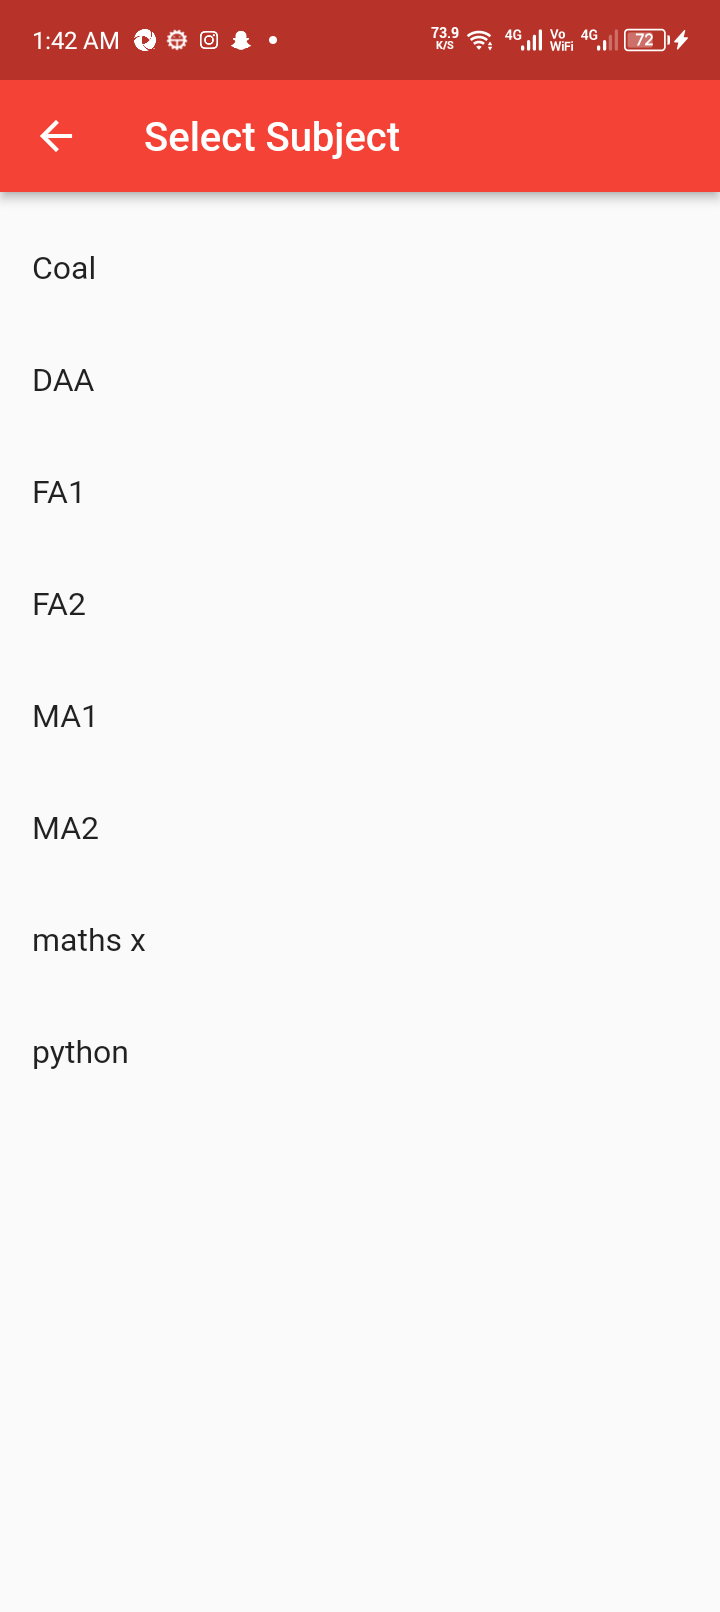 1:42 AM 73.9 K/S 4G Vo WiFi 4G 72
Select Subject
Coal
DAA
FA1
FA2
MA1
MA2
maths x
python